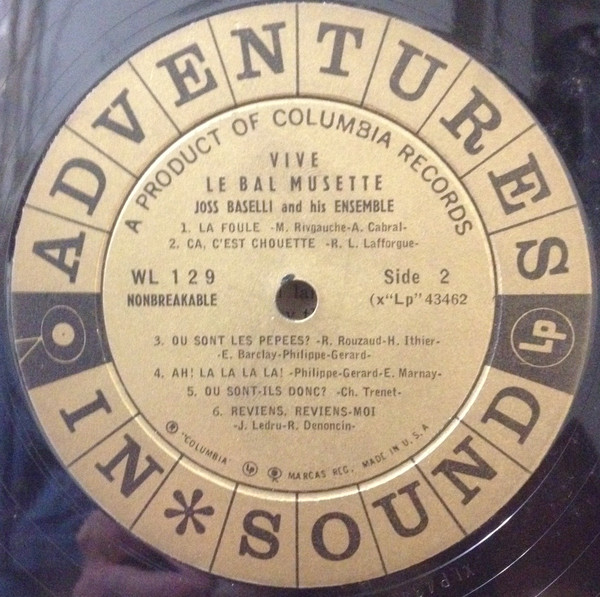 ADVENTURES
IN * SOUND
Lp
A PRODUCT OF COLUMBIA RECORDS
VIVE
LE BAL MUSETTE
JOSS BASELLI and his ENSEMBLE
1. LA FOULE -M. Rivgauche-A. Cabral-
2. CA, C'EST CHOUETTE -R. L. Lafforgue-
WL 129
NONBREAKABLE
Side 2
(x"Lp" 43462
3. OU SONT LES PEPEES? -R. Rouzaud-H. Ithier-
-E. Barclay-Philippe-Gerard-
4. AH! LA LA LA LA! -Philippe-Gerard-E. Marnay-
5. OU SONT-ILS DONC? -Ch. Trenet-
6. REVIENS, REVIENS-MOI
-J. Ledru-R. Denoncin-
® "COLUMBIA" Lp MARCAS REG. MADE IN U.S.A